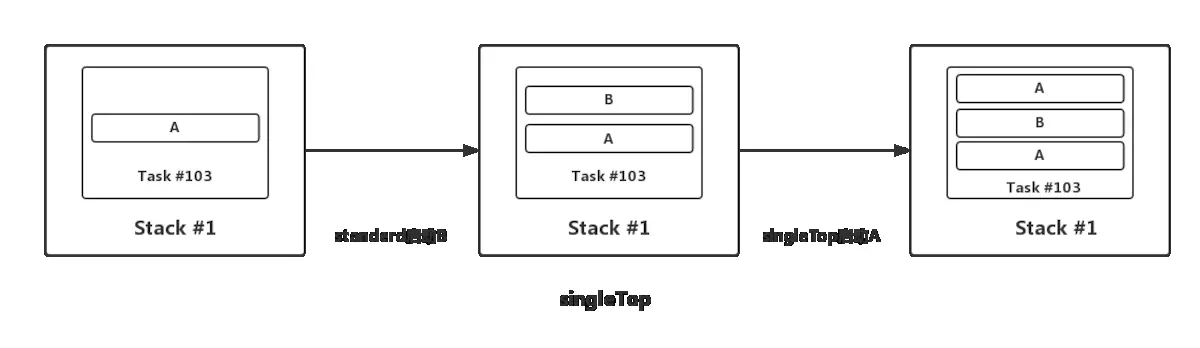 A
Task #103
Stack #1
standard启动B
B
A
Task #103
Stack #1
singleTop启动A
A
B
A
Task #103
Stack #1
singleTop